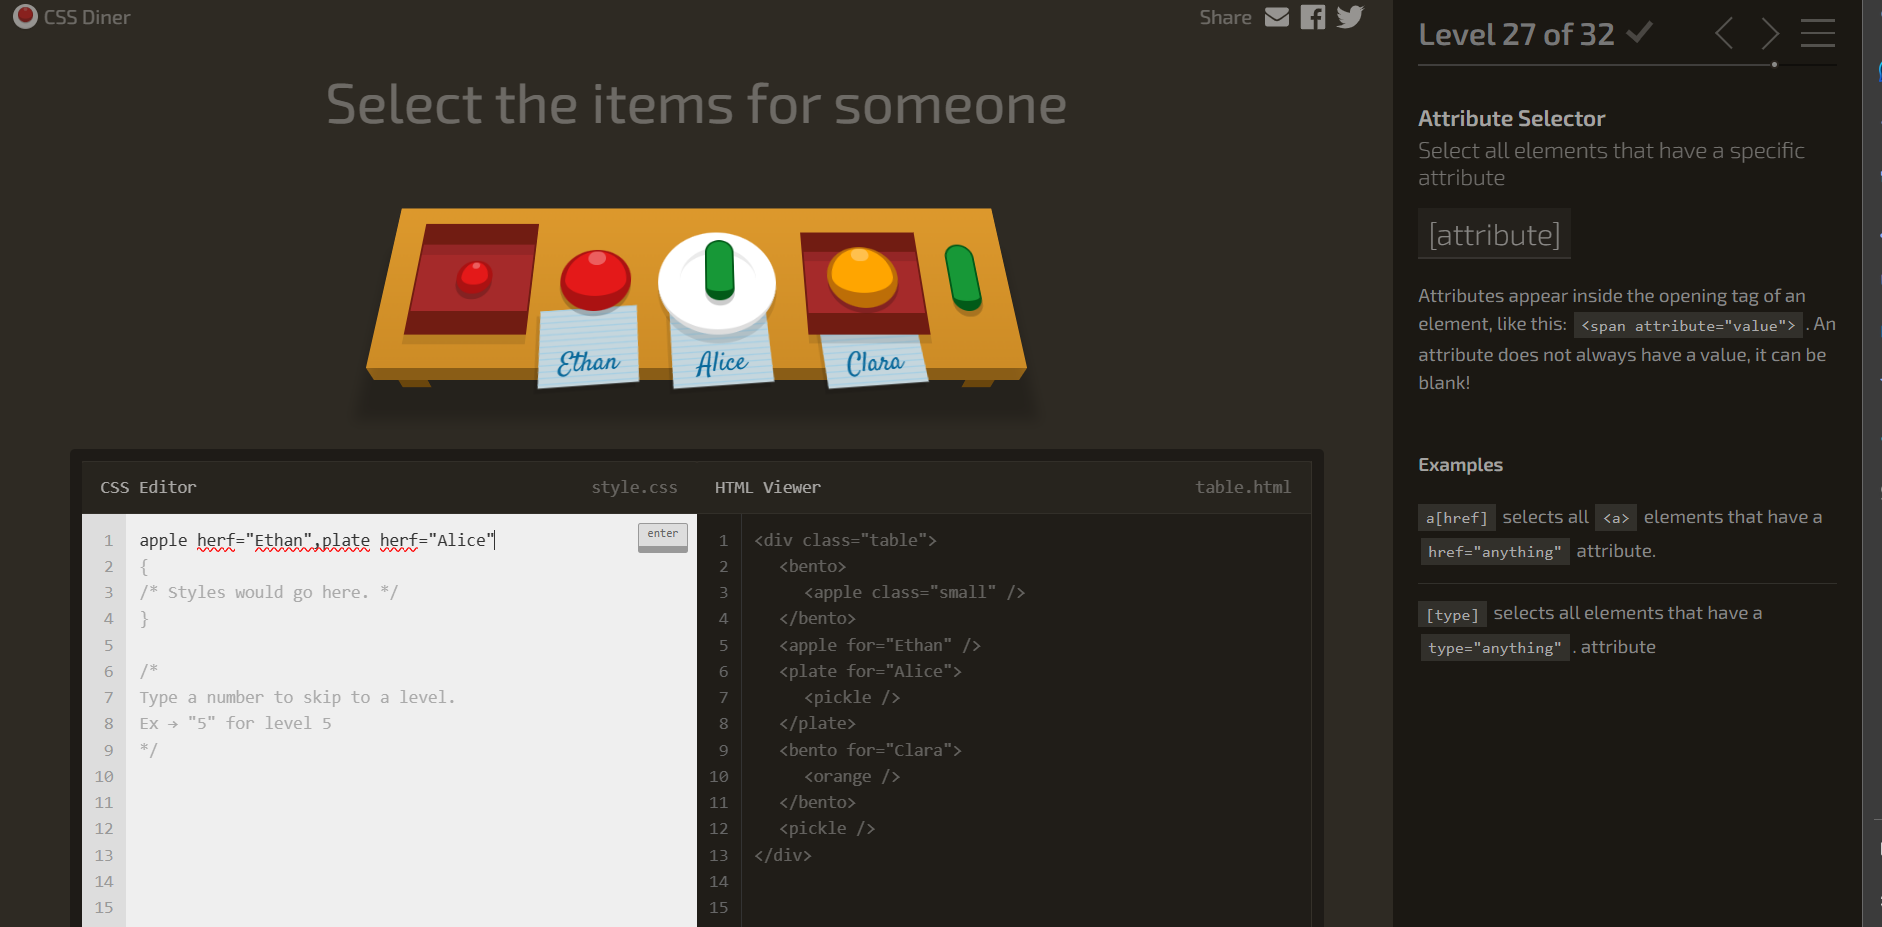 CSS Diner
Share
Select the items for someone
Ethan
Alice
Clara
CSS Editor
style.css
1 apple herf="Ethan",plate herf="Alice"
enter
2 {
3 /* Styles would go here. */
4 }
5
6 /*
7 Type a number to skip to a level.
8 Ex → "5" for level 5
9 */
10
11
12
13
14
15
HTML Viewer
table.html
1 <div class="table">
2 <bento>
3 <apple class="small" />
4 </bento>
5 <apple for="Ethan" />
6 <plate for="Alice">
7 <pickle />
8 </plate>
9 <bento for="Clara">
10 <orange />
11 </bento>
12 <pickle />
13 </div>
14
15
Level 27 of 32
Attribute Selector
Select all elements that have a specific
attribute
[attribute]
Attributes appear inside the opening tag of an
element, like this: <span attribute="value"> . An
attribute does not always have a value, it can be
blank!
Examples
a[href] selects all <a> elements that have a
href="anything" attribute.
[type] selects all elements that have a
type="anything" . attribute